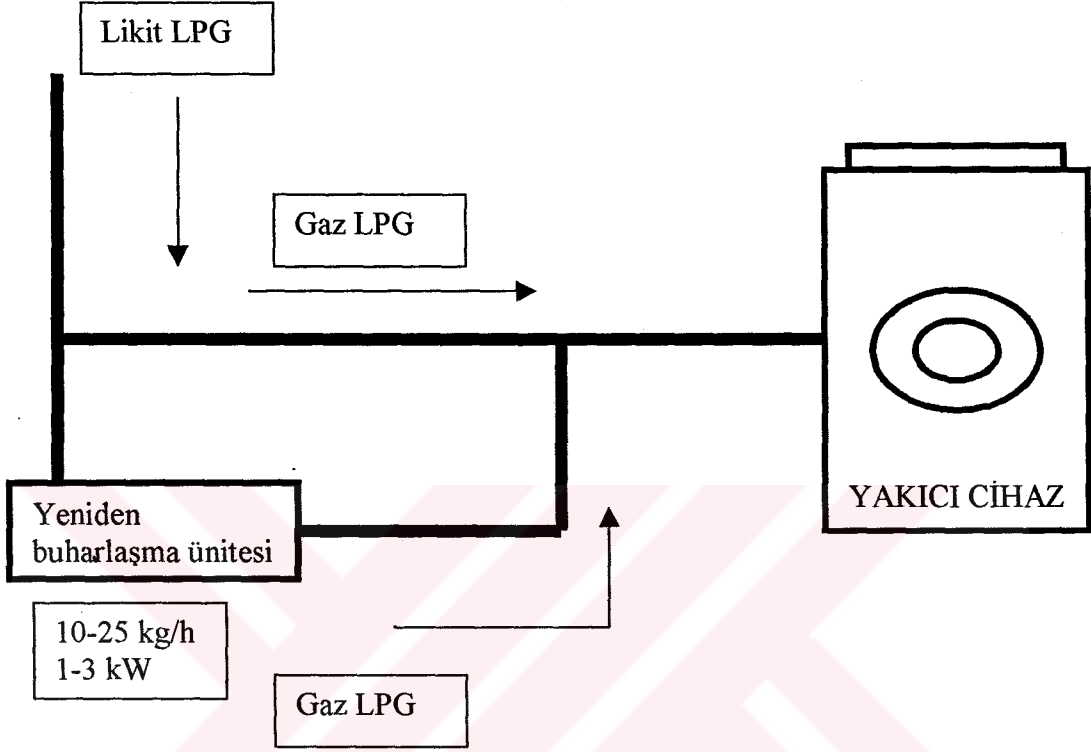 Likit LPG
Gaz LPG
YAKICI CİHAZ
Yeniden
buharlaşma ünitesi
10-25 kg/h
1-3 kW
Gaz LPG